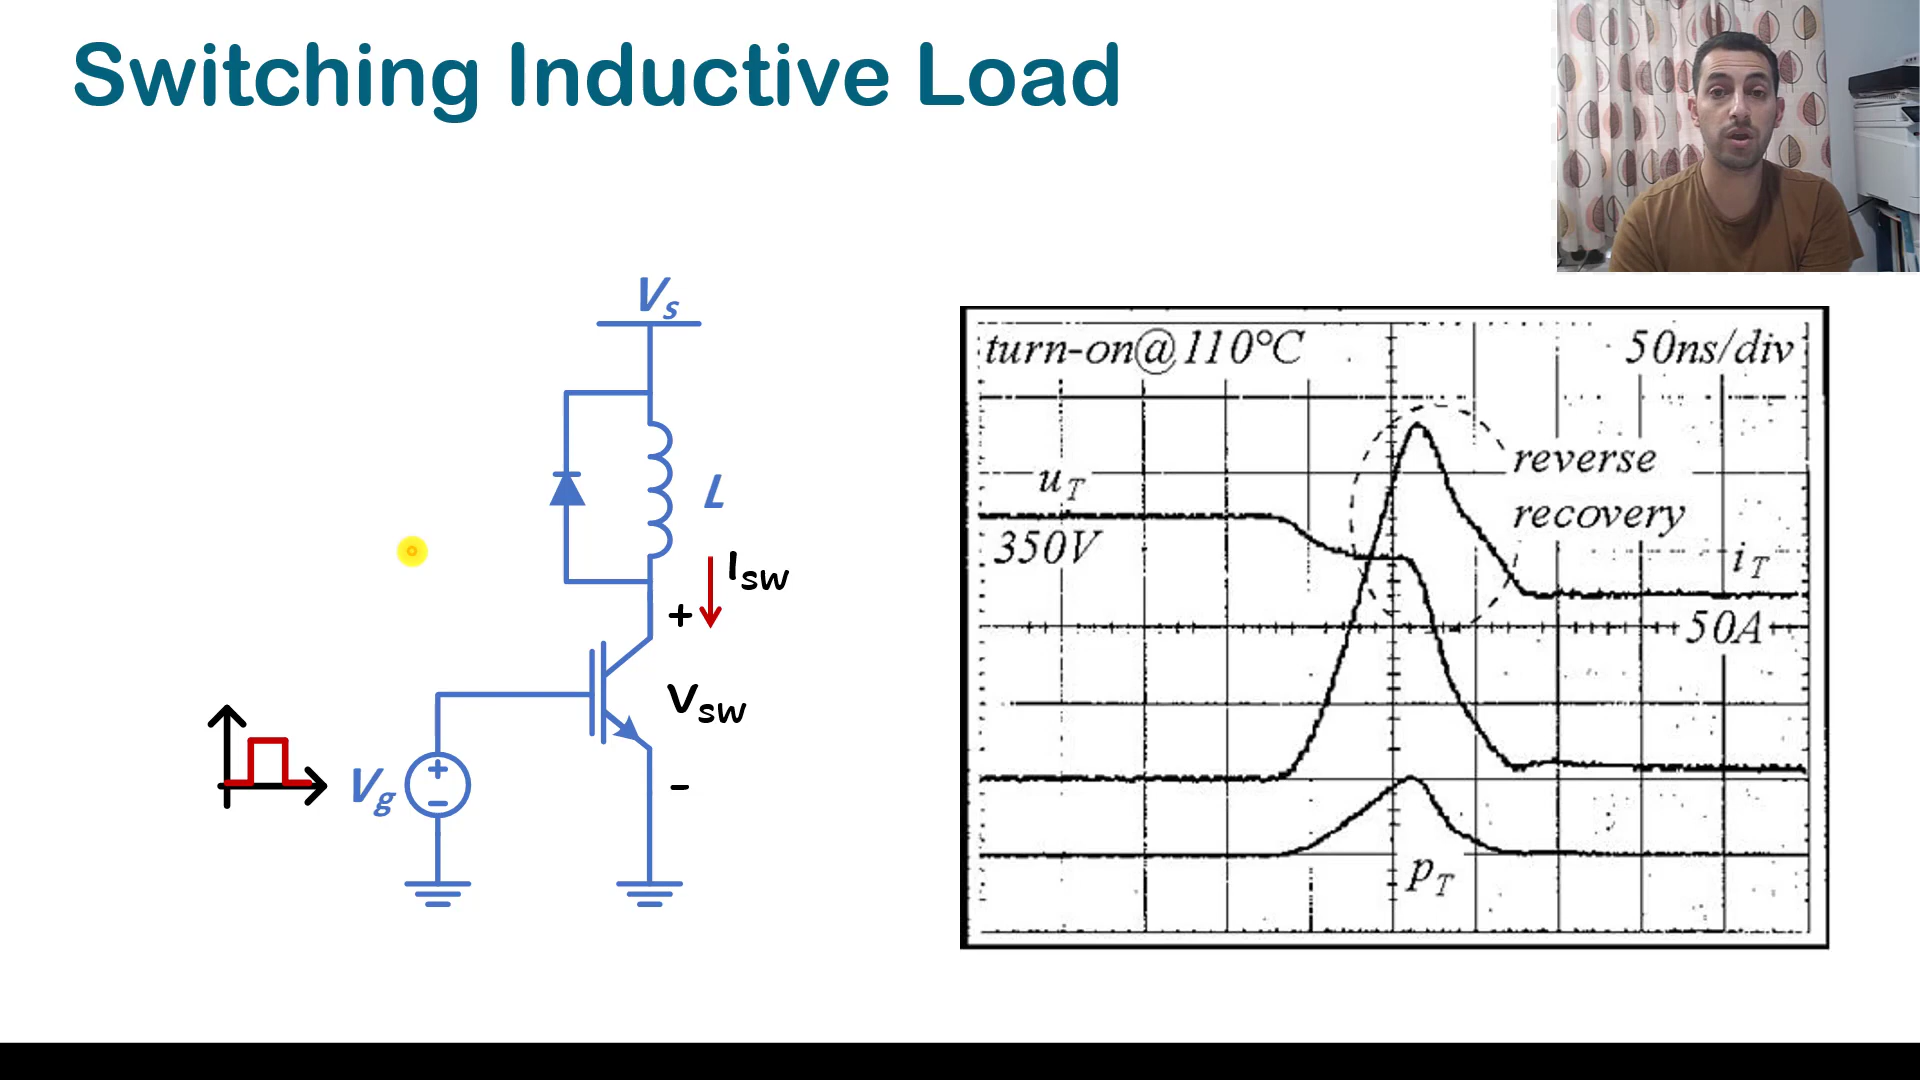 Switching Inductive Load
V_s
L
I_SW
+
V_SW
-
V_g
+
-
turn-on@110°C
50ns/div
u_T
350V
reverse
recovery
i_T
50A
p_T